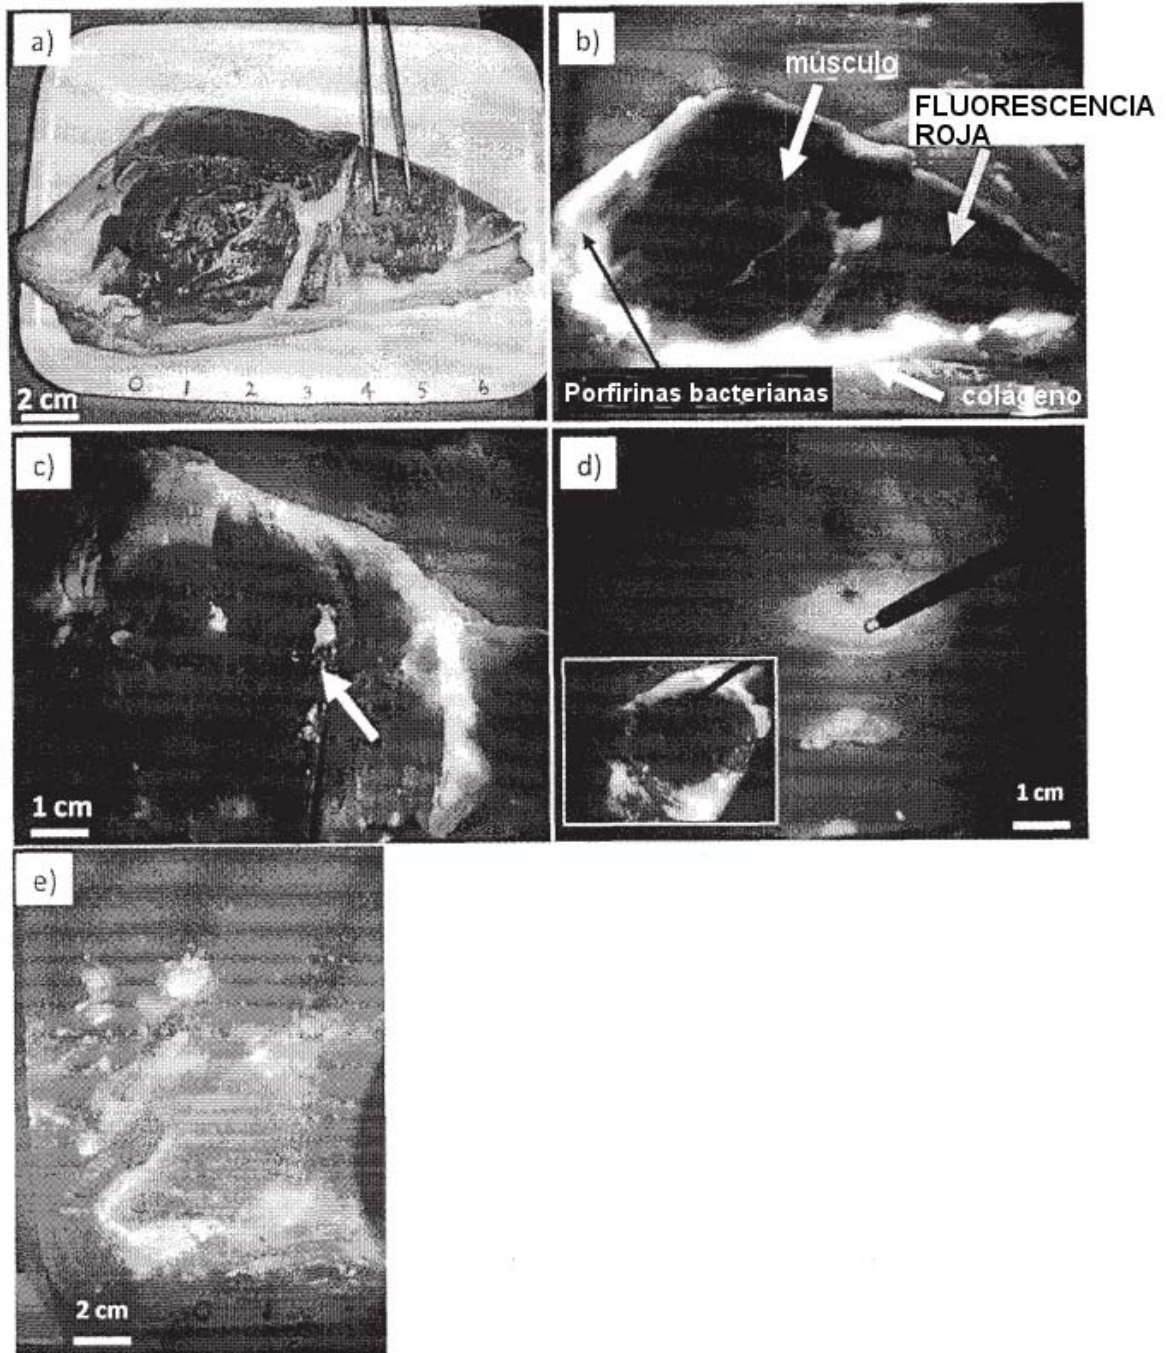 a)
0 1 2 3 4 5 6
2 cm
b)
músculo
FLUORESCENCIA
ROJA
Porfirinas bacterianas
colágeno
c)
1 cm
d)
1 cm
e)
2 cm